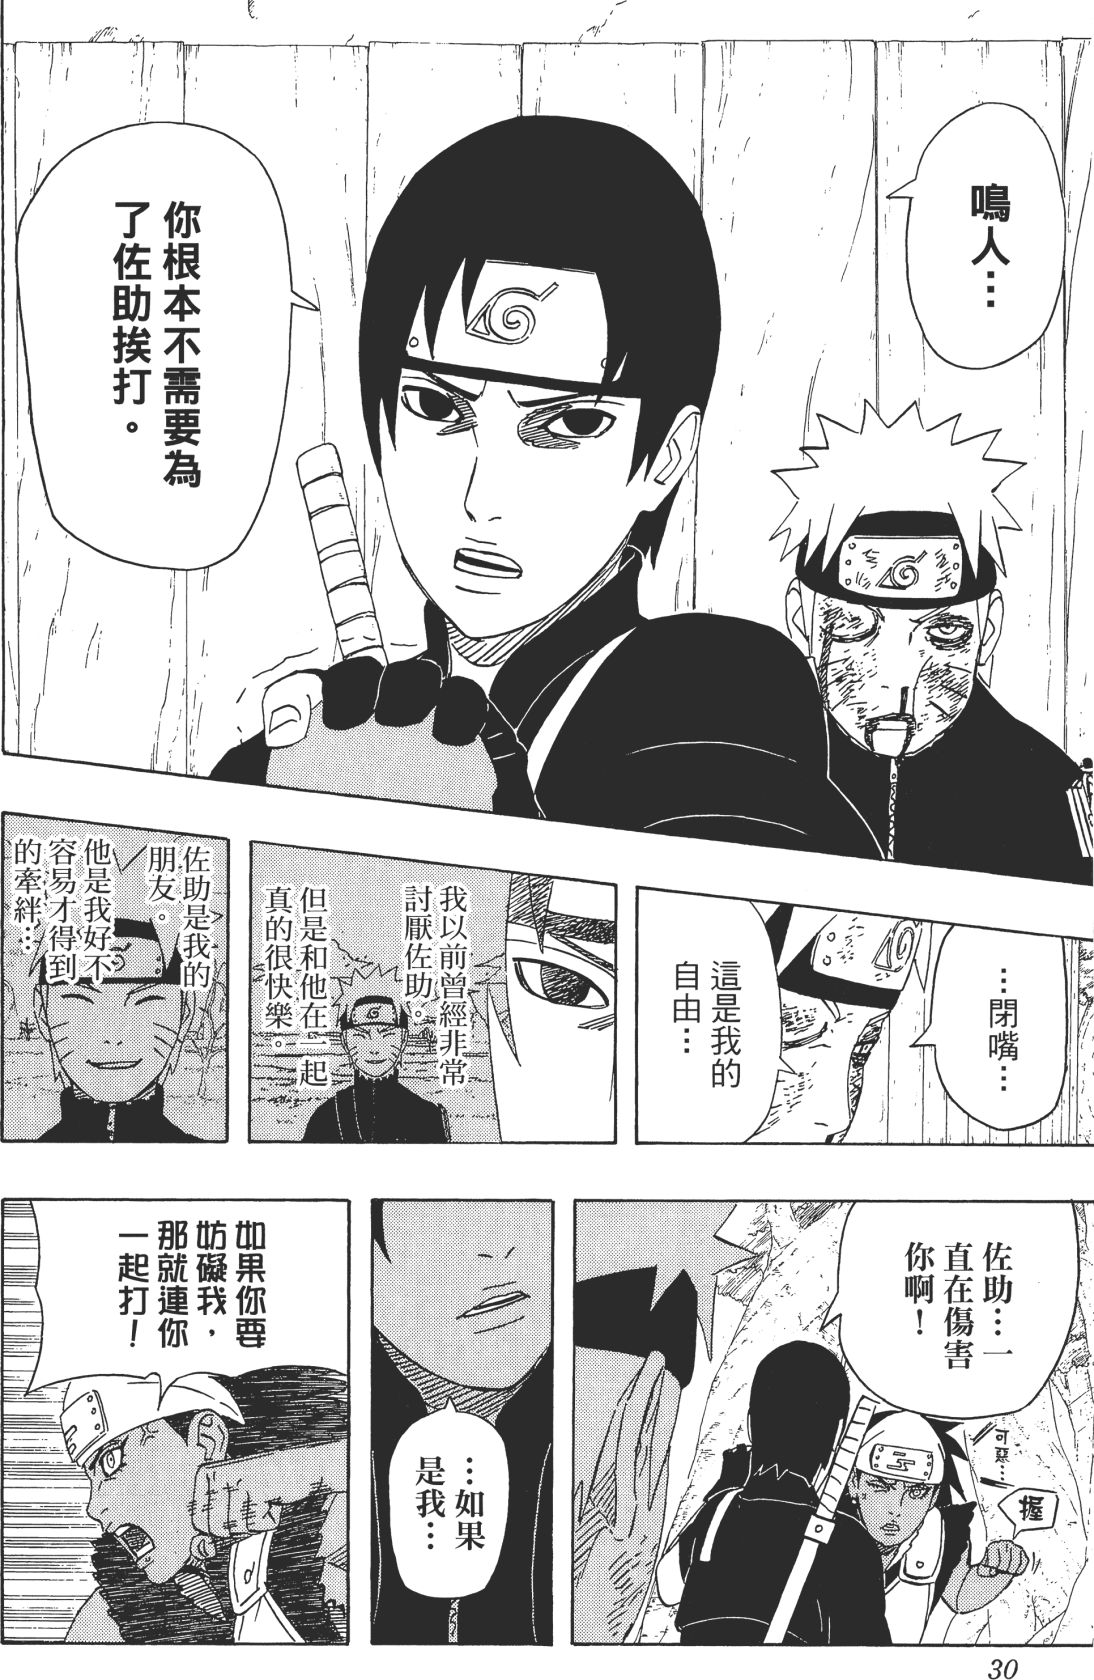 鳴人…
你根本不需要為
了佐助挨打。
…閉嘴…
這是我的
自由…
我以前曾經非常
討厭佐助。
但是和他在一起
真的很快樂。
佐助是我的
朋友。
他是我好不
容易才得到
的牽絆…
佐助…一
直在傷害
你啊！
可惡…
握
…如果
是我…
如果你要
妨礙我，
那就連你
一起打！
30